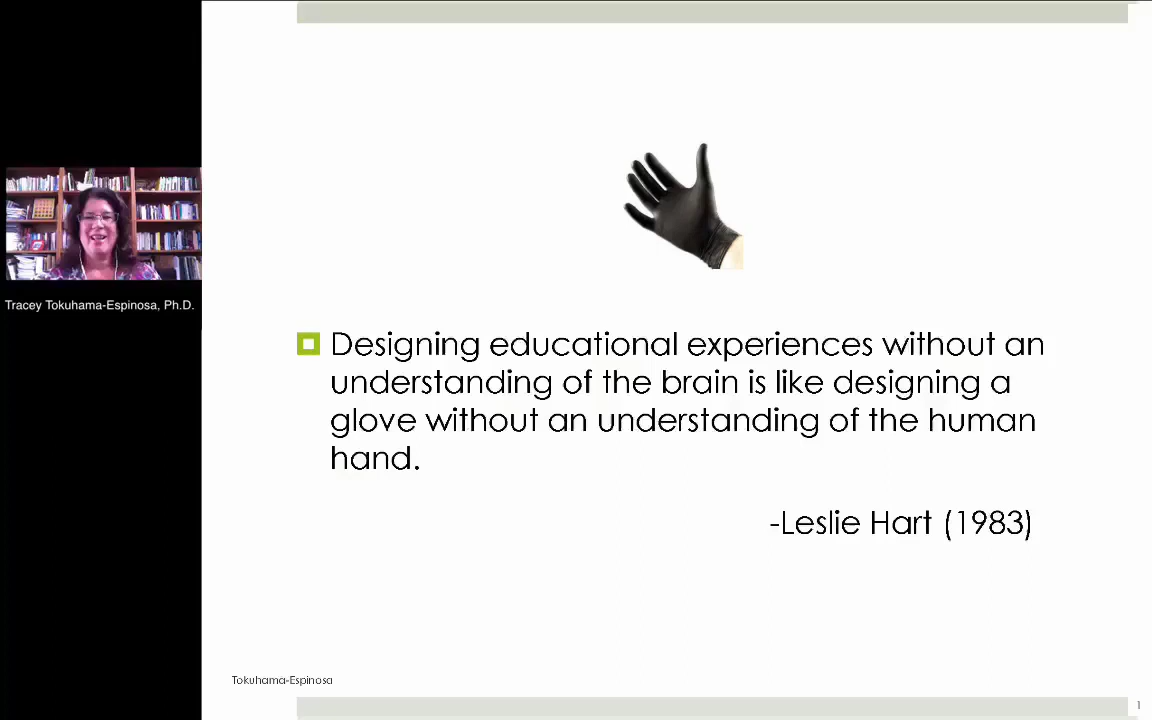 Tracey Tokuhama-Espinosa, Ph.D.
Designing educational experiences without an
understanding of the brain is like designing a
glove without an understanding of the human
hand.
-Leslie Hart (1983)
Tokuhama-Espinosa
1